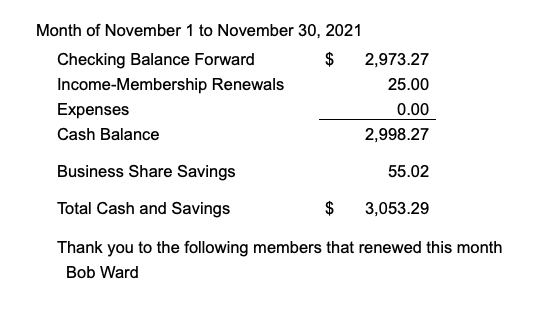 Month of November 1 to November 30, 2021
Checking Balance Forward $ 2,973.27
Income-Membership Renewals 25.00
Expenses 0.00
Cash Balance 2,998.27
Business Share Savings 55.02
Total Cash and Savings $ 3,053.29
Thank you to the following members that renewed this month
Bob Ward